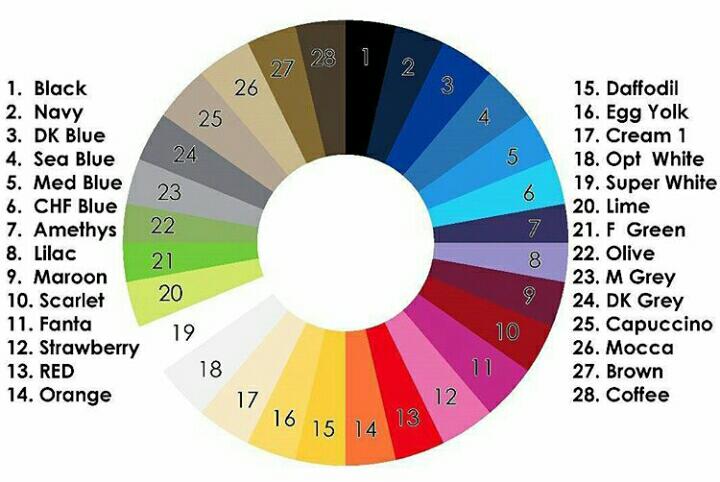 1. Black
2. Navy
3. DK Blue
4. Sea Blue
5. Med Blue
6. CHF Blue
7. Amethys
8. Lilac
9. Maroon
10. Scarlet
11. Fanta
12. Strawberry
13. RED
14. Orange
15. Daffodil
16. Egg Yolk
17. Cream 1
18. Opt White
19. Super White
20. Lime
21. F Green
22. Olive
23. M Grey
24. DK Grey
25. Capuccino
26. Mocca
27. Brown
28. Coffee
1
2
3
4
5
6
7
8
9
10
11
12
13
14
15
16
17
18
19
20
21
22
23
24
25
26
27
28